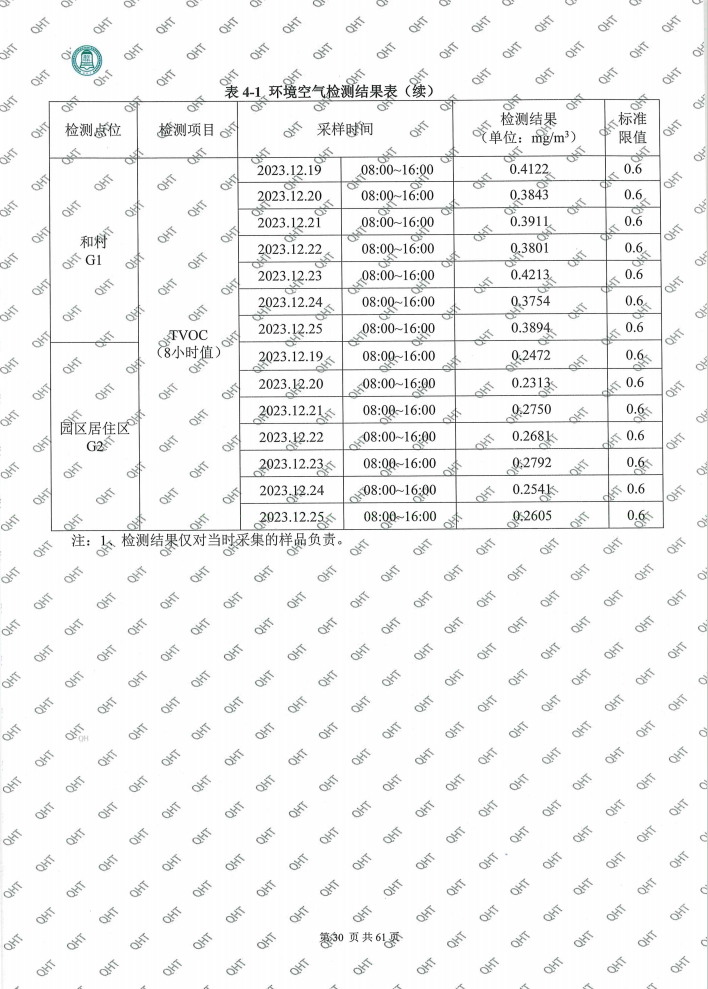 表 4-1 环境空气检测结果表（续）
检测点位 检测项目 采样时间 检测结果（单位：mg/m³） 标准限值
和村 G1
TVOC（8小时值）
2023.12.19 08:00~16:00 0.4122 0.6
2023.12.20 08:00~16:00 0.3843 0.6
2023.12.21 08:00~16:00 0.3911 0.6
2023.12.22 08:00~16:00 0.3801 0.6
2023.12.23 08:00~16:00 0.4213 0.6
2023.12.24 08:00~16:00 0.3754 0.6
2023.12.25 08:00~16:00 0.3894 0.6
园区居住区 G2
2023.12.19 08:00~16:00 0.2472 0.6
2023.12.20 08:00~16:00 0.2313 0.6
2023.12.21 08:00~16:00 0.2750 0.6
2023.12.22 08:00~16:00 0.2681 0.6
2023.12.23 08:00~16:00 0.2792 0.6
2023.12.24 08:00~16:00 0.2541 0.6
2023.12.25 08:00~16:00 0.2605 0.6
注：1、检测结果仅对当时采集的样品负责。
QHT
第 30 页 共 61 页